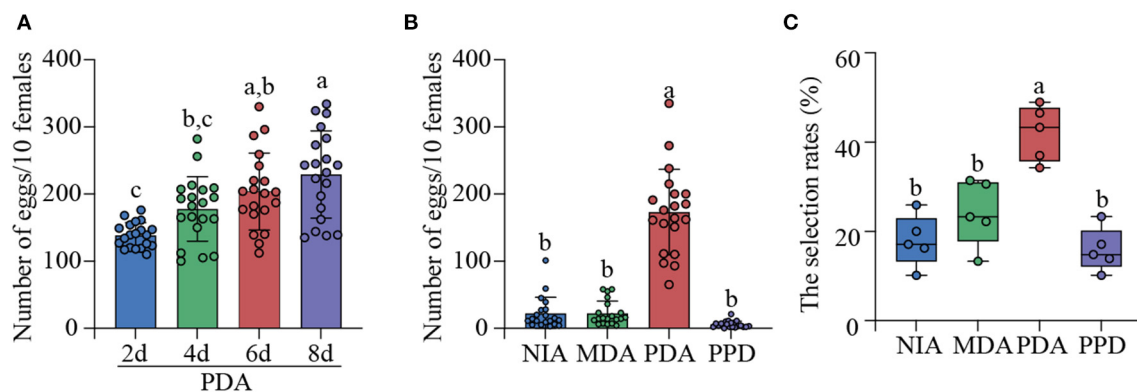 A
Number of eggs/10 females
400
300
200
100
0
c
b,c
a,b
a
2d 4d 6d 8d
PDA
B
Number of eggs/10 females
400
300
200
100
0
b
b
a
b
NIA MDA PDA PPD
C
The selection rates (%)
60
40
20
0
b
b
a
b
NIA MDA PDA PPD